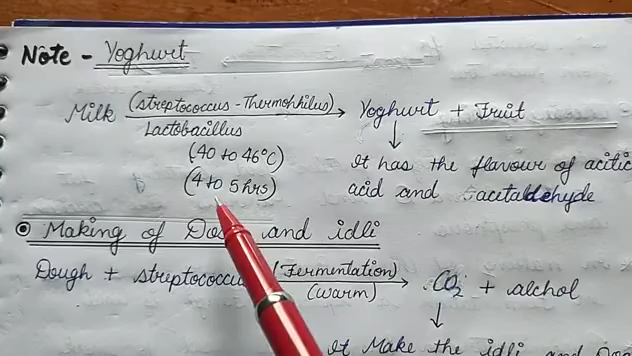 Note - Yoghurt
Milk (streptococcus - Thermophilus) → Yoghurt + Fruit
Lactobacillus
(40 to 46°C)
(4 to 5 hrs)
It has the flavour of acitic
acid and acetaldehyde
Making of and idli
Dough + (Fermentation) → CO2 + alchol
(warm)
It Make the idli and